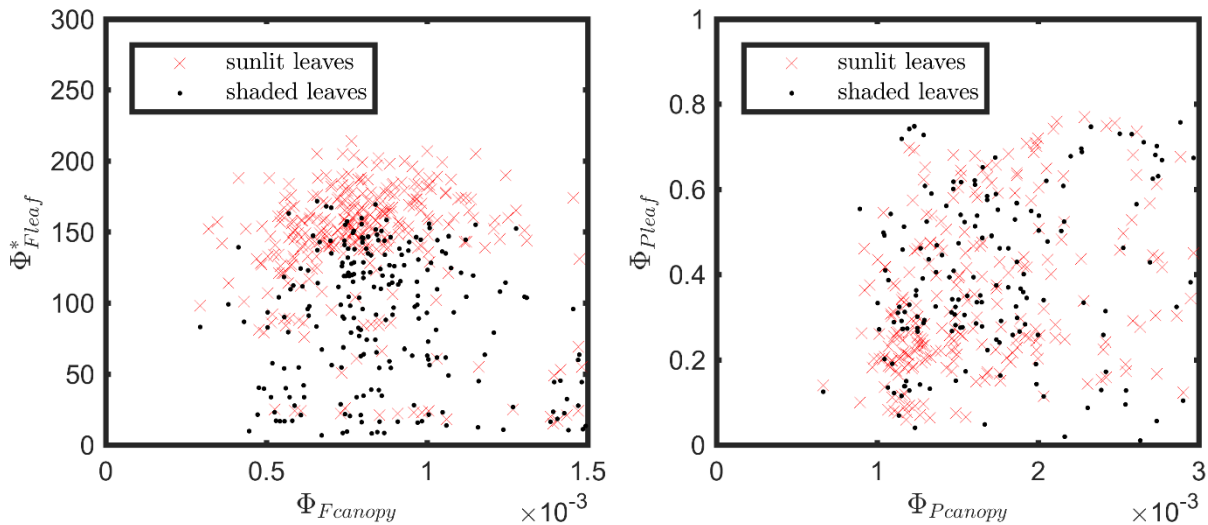 300
250
200
150
100
50
0
Φ*Fleaf
sunlit leaves
shaded leaves
0 0.5 1 1.5
ΦFcanopy ×10-3
1
0.8
0.6
0.4
0.2
0
ΦPleaf
sunlit leaves
shaded leaves
0 1 2 3
ΦPcanopy ×10-3